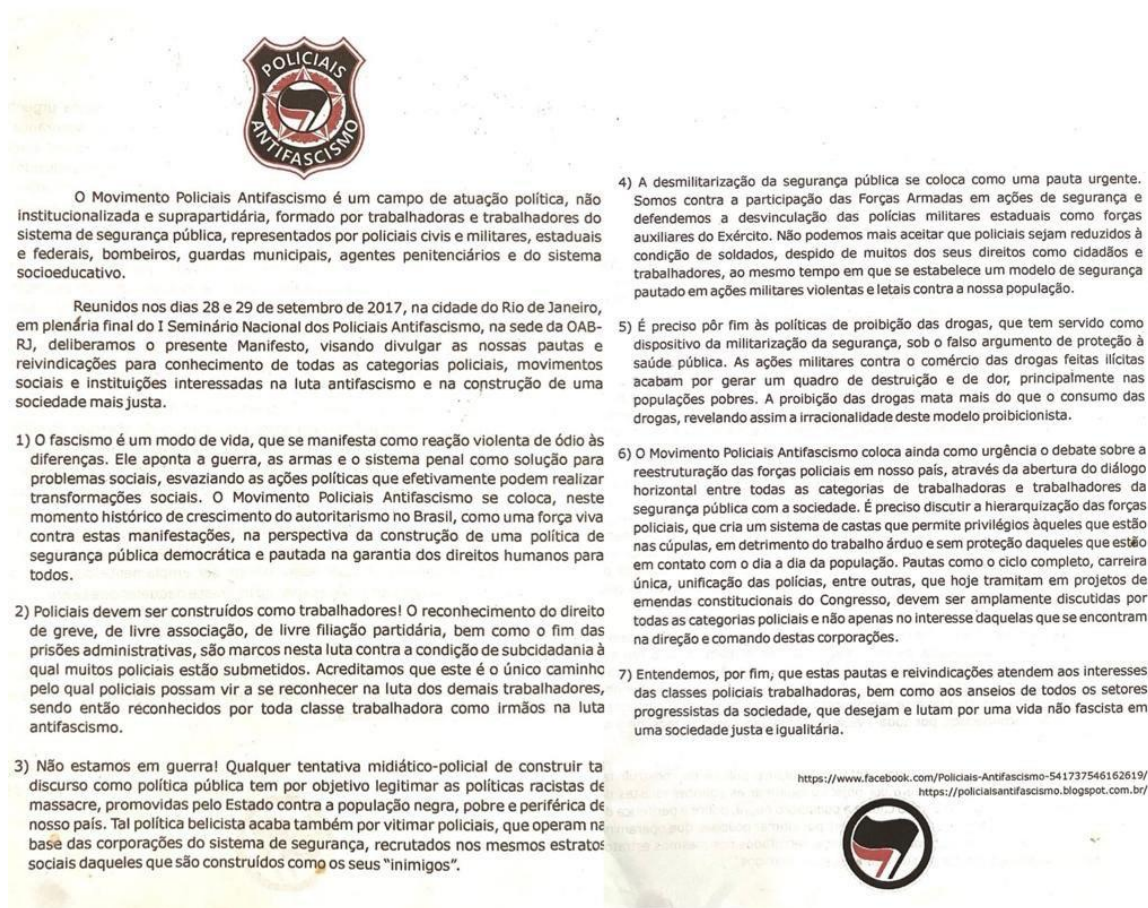 POLICIAIS
ANTIFASCISMO
O Movimento Policiais Antifascismo é um campo de atuação política, não
institucionalizada e suprapartidária, formado por trabalhadoras e trabalhadores do
sistema de segurança pública, representados por policiais civis e militares, estaduais
e federais, bombeiros, guardas municipais, agentes penitenciários e do sistema
socioeducativo.
Reunidos nos dias 28 e 29 de setembro de 2017, na cidade do Rio de Janeiro,
em plenária final do I Seminário Nacional dos Policiais Antifascismo, na sede da OAB-
RJ, deliberamos o presente Manifesto, visando divulgar as nossas pautas e
reivindicações para conhecimento de todas as categorias policiais, movimentos
sociais e instituições interessadas na luta antifascismo e na construção de uma
sociedade mais justa.
1) O fascismo é um modo de vida, que se manifesta como reação violenta de ódio às
diferenças. Ele aponta a guerra, as armas e o sistema penal como solução para
problemas sociais, esvaziando as ações políticas que efetivamente podem realizar
transformações sociais. O Movimento Policiais Antifascismo se coloca, neste
momento histórico de crescimento do autoritarismo no Brasil, como uma força viva
contra estas manifestações, na perspectiva da construção de uma política de
segurança pública democrática e pautada na garantia dos direitos humanos para
todos.
2) Policiais devem ser construídos como trabalhadores! O reconhecimento do direito
de greve, de livre associação, de livre filiação partidária, bem como o fim das
prisões administrativas, são marcos nesta luta contra a condição de subcidadania à
qual muitos policiais estão submetidos. Acreditamos que este é o único caminho
pelo qual policiais possam vir a se reconhecer na luta dos demais trabalhadores,
sendo então reconhecidos por toda classe trabalhadora como irmãos na luta
antifascismo.
3) Não estamos em guerra! Qualquer tentativa midiático-policial de construir ta
discurso como política pública tem por objetivo legitimar as políticas racistas de
massacre, promovidas pelo Estado contra a população negra, pobre e periférica de
nosso país. Tal política belicista acaba também por vitimar policiais, que operam na
base das corporações do sistema de segurança, recrutados nos mesmos estratos
sociais daqueles que são construídos como os seus "inimigos".
4) A desmilitarização da segurança pública se coloca como uma pauta urgente.
Somos contra a participação das Forças Armadas em ações de segurança e
defendemos a desvinculação das polícias militares estaduais como forças
auxiliares do Exército. Não podemos mais aceitar que policiais sejam reduzidos à
condição de soldados, despido de muitos dos seus direitos como cidadãos e
trabalhadores, ao mesmo tempo em que se estabelece um modelo de segurança
pautado em ações militares violentas e letais contra a nossa população.
5) É preciso pôr fim às políticas de proibição das drogas, que tem servido como
dispositivo da militarização da segurança, sob o falso argumento de proteção à
saúde pública. As ações militares contra o comércio das drogas feitas ilícitas
acabam por gerar um quadro de destruição e de dor, principalmente nas
populações pobres. A proibição das drogas mata mais do que o consumo das
drogas, revelando assim a irracionalidade deste modelo proibicionista.
6) O Movimento Policiais Antifascismo coloca ainda como urgência o debate sobre a
reestruturação das forças policiais em nosso país, através da abertura do diálogo
horizontal entre todas as categorias de trabalhadoras e trabalhadores da
segurança pública com a sociedade. É preciso discutir a hierarquização das forças
policiais, que cria um sistema de castas que permite privilégios àqueles que estão
nas cúpulas, em detrimento do trabalho árduo e sem proteção daqueles que estão
em contato com o dia a dia da população. Pautas como o ciclo completo, carreira
única, unificação das polícias, entre outras, que hoje tramitam em projetos de
emendas constitucionais do Congresso, devem ser amplamente discutidas por
todas as categorias policiais e não apenas no interesse daquelas que se encontram
na direção e comando destas corporações.
7) Entendemos, por fim, que estas pautas e reivindicações atendem aos interesses
das classes policiais trabalhadoras, bem como aos anseios de todos os setores
progressistas da sociedade, que desejam e lutam por uma vida não fascista em
uma sociedade justa e igualitária.
https://www.facebook.com/Policiais-Antifascismo-541737546162619/
https://policiaisantifascismo.blogspot.com.br/